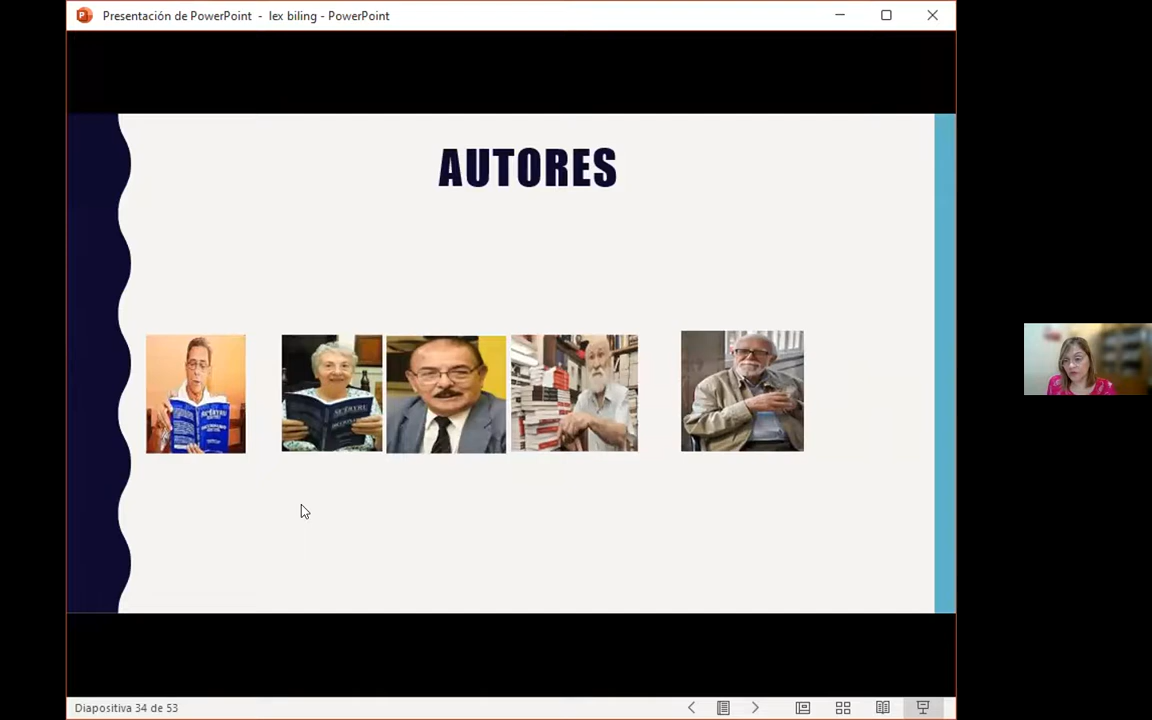 Presentación de PowerPoint - lex biling - PowerPoint
AUTORES
Diapositiva 34 de 53